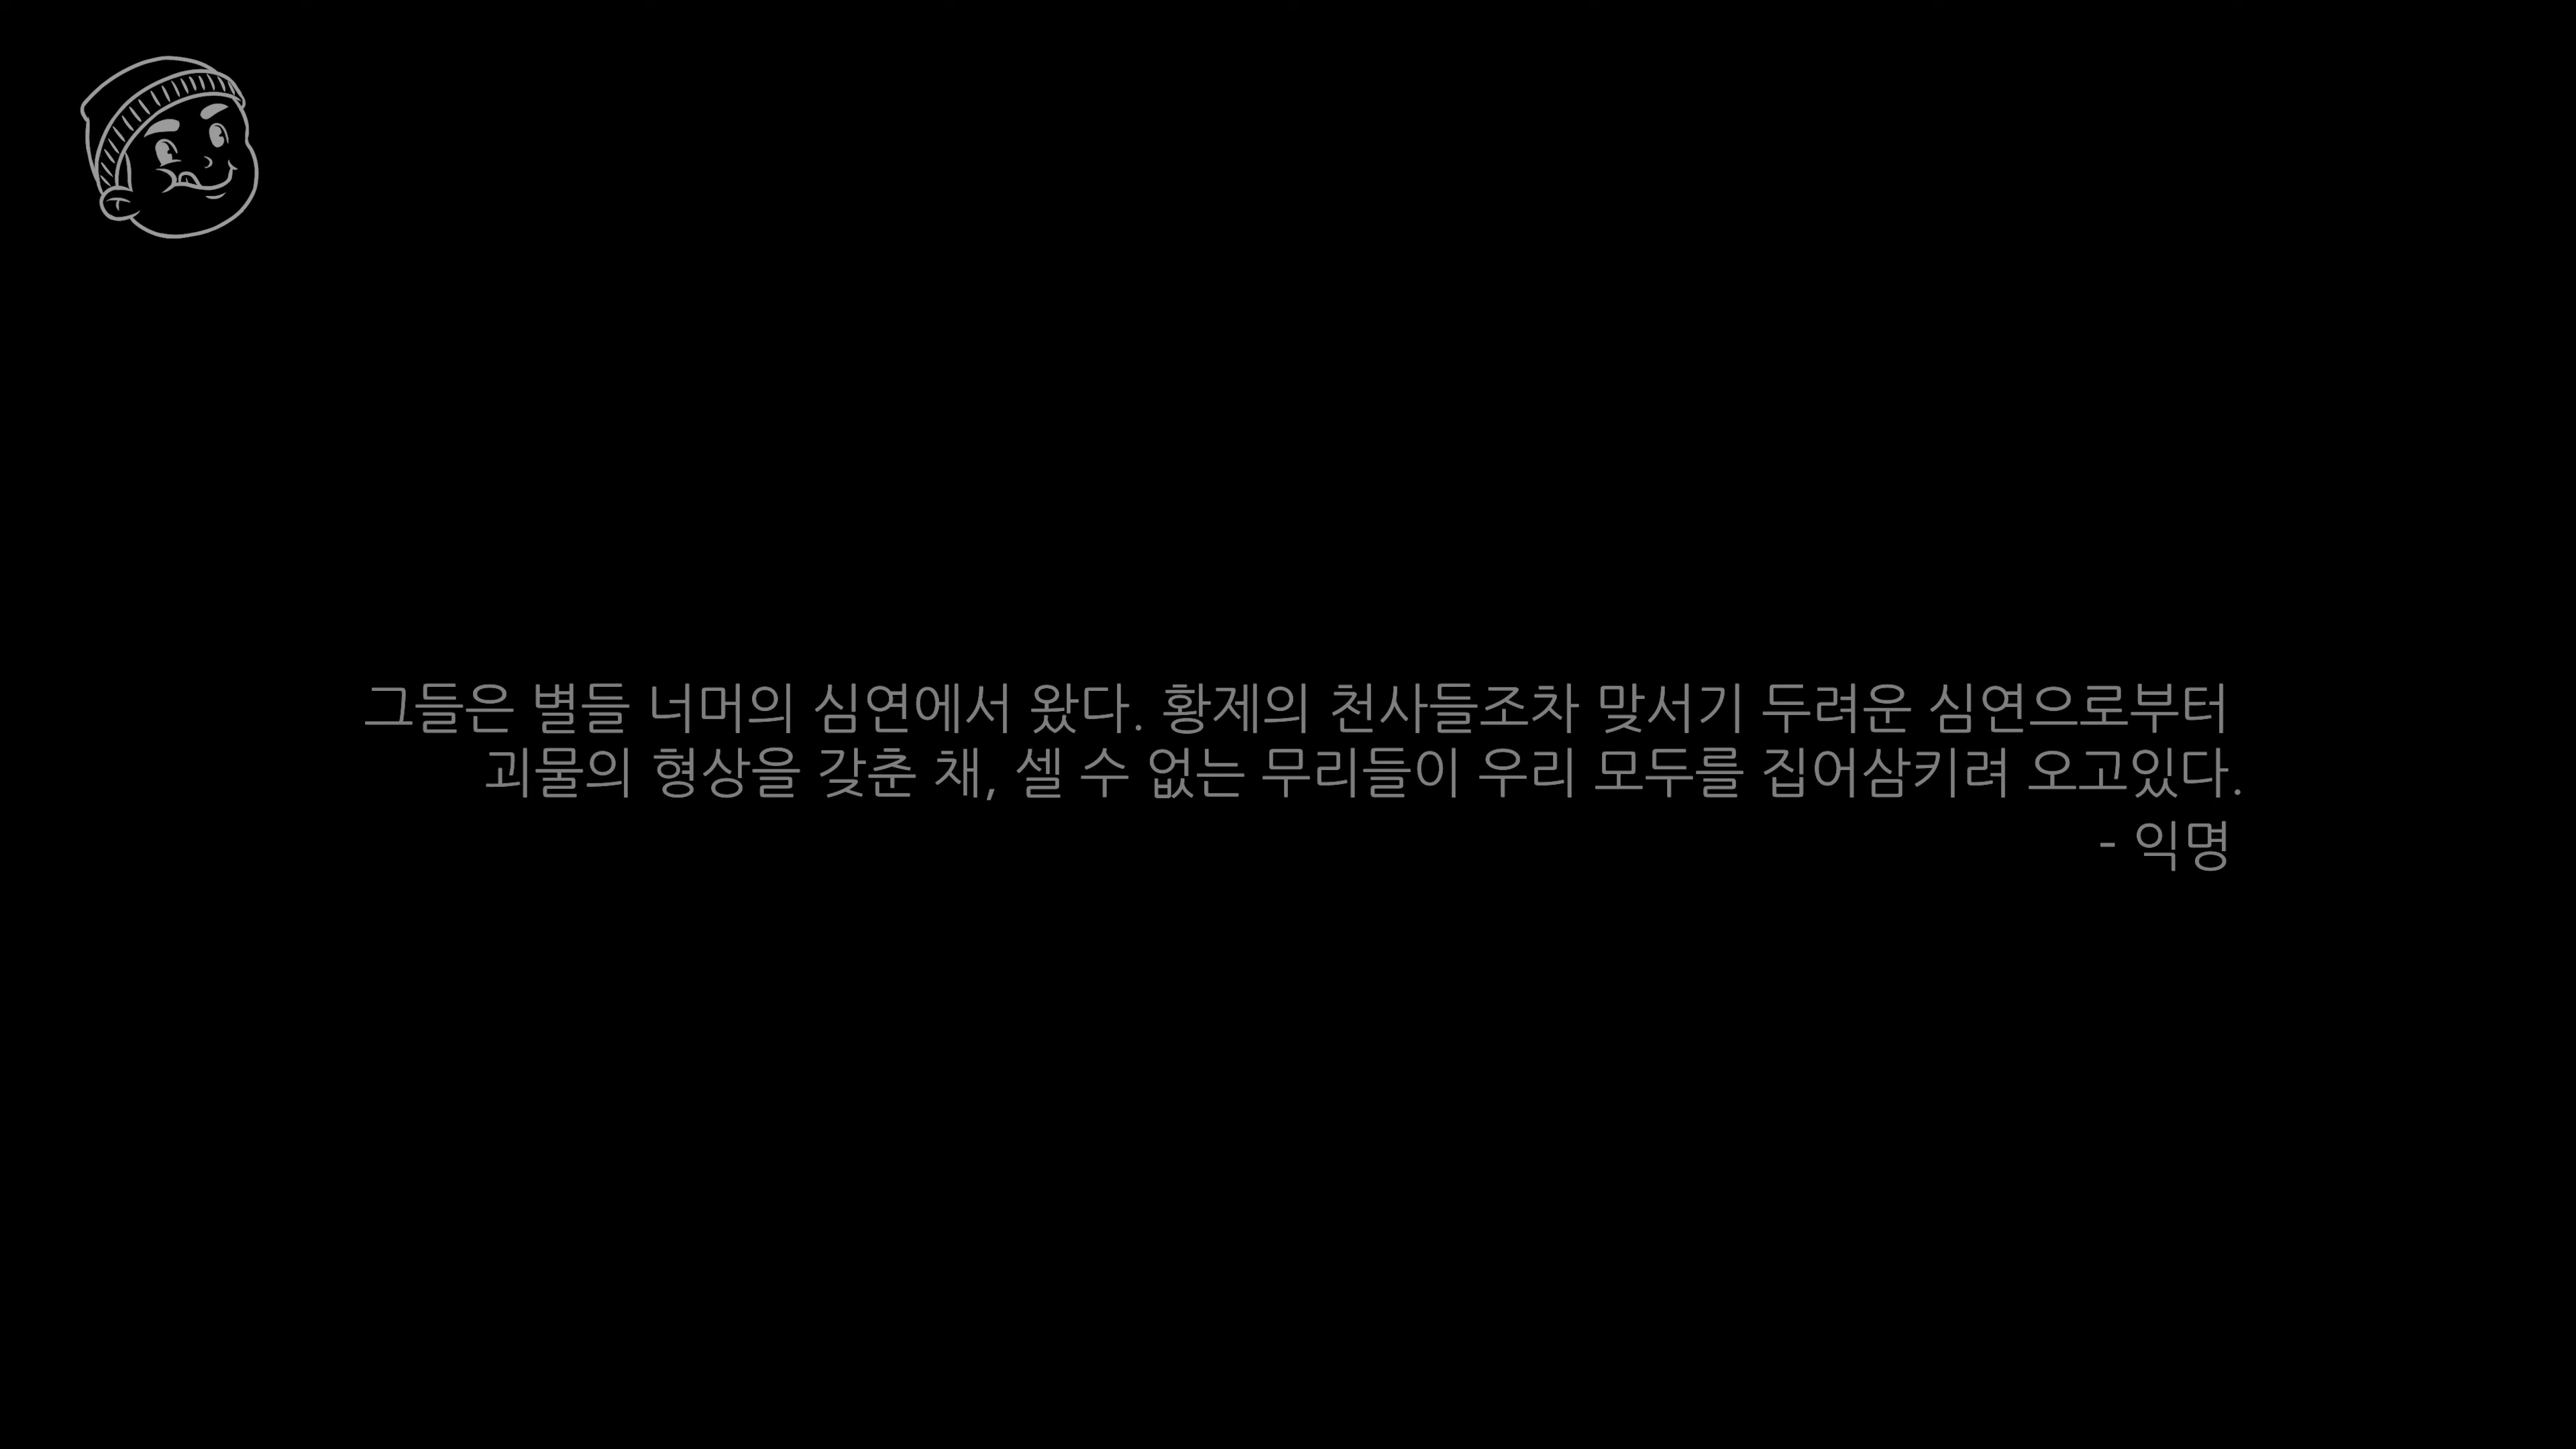 그들은 별들 너머의 심연에서 왔다. 황제의 천사들조차 맞서기 두려운 심연으로부터
괴물의 형상을 갖춘 채, 셀 수 없는 무리들이 우리 모두를 집어삼키려 오고있다.
- 익명